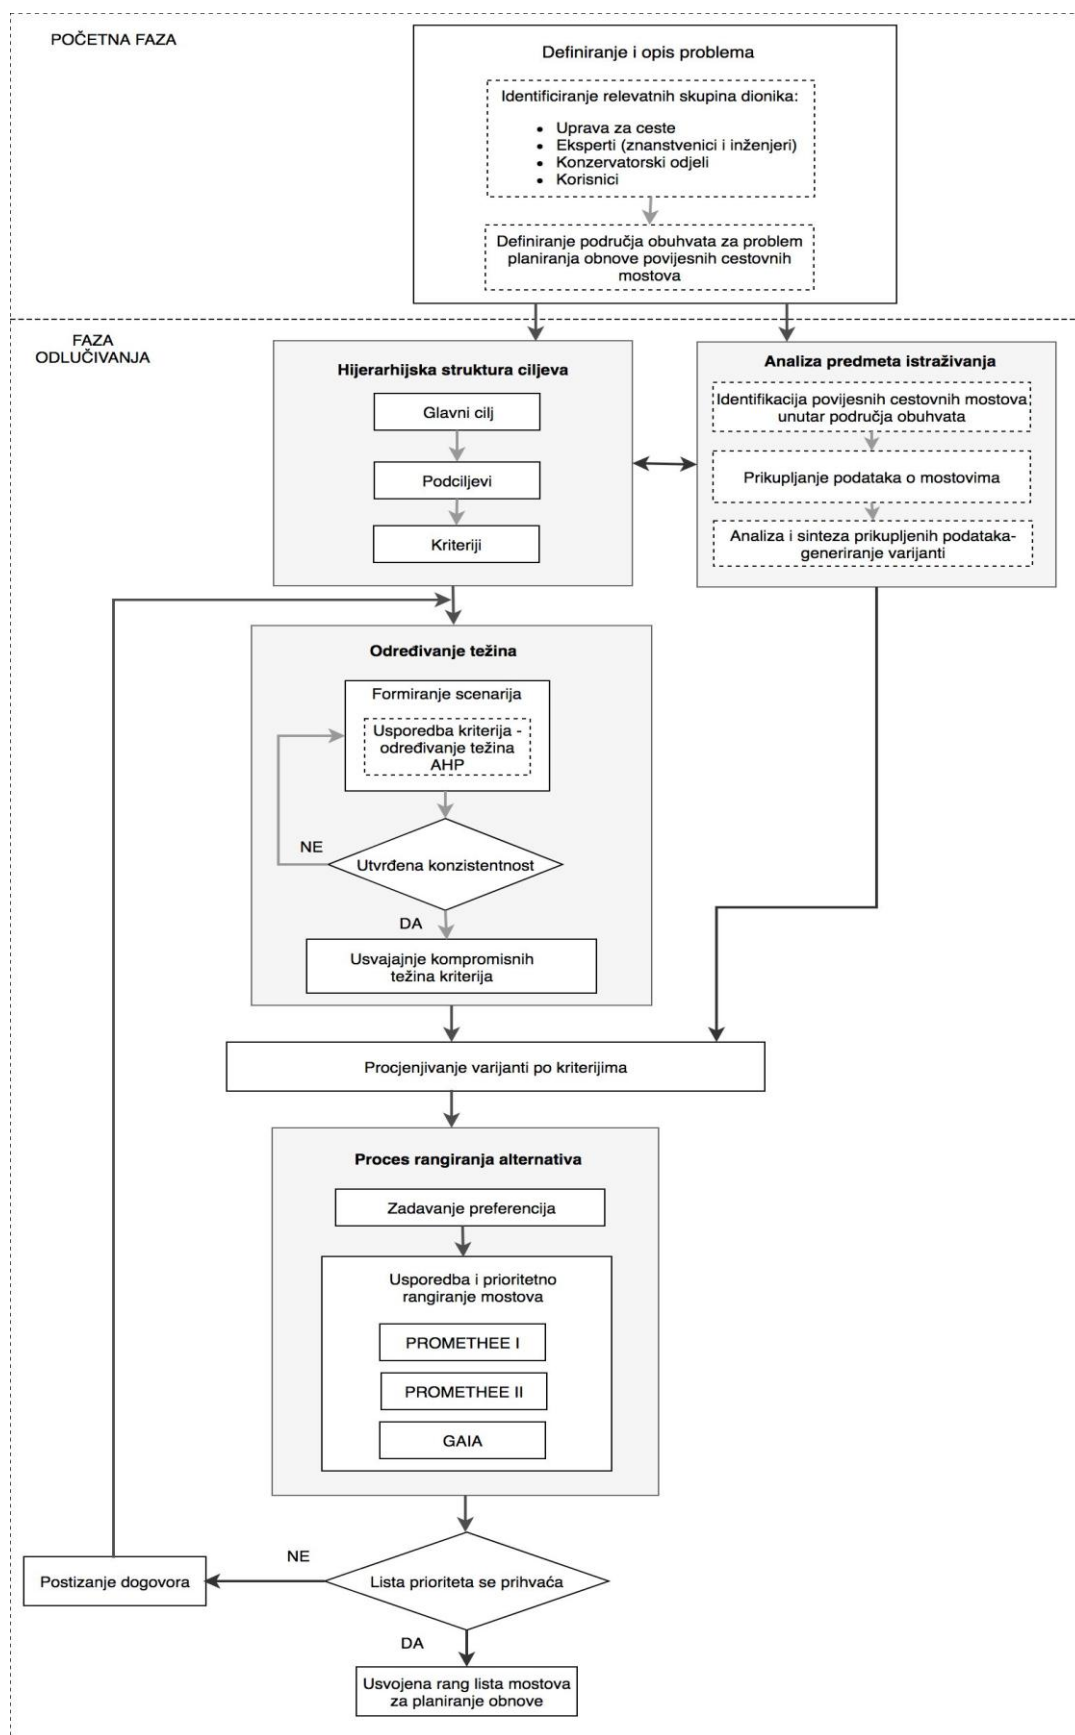 POČETNA FAZA
Definiranje i opis problema
Identificiranje relevatnih skupina dionika:
• Uprava za ceste
• Eksperti (znanstvenici i inženjeri)
• Konzervatorski odjeli
• Korisnici
Definiranje područja obuhvata za problem
planiranja obnove povijesnih cestovnih
mostova
FAZA
ODLUČIVANJA
Hijerarhijska struktura ciljeva
Glavni cilj
Podciljevi
Kriteriji
Analiza predmeta istraživanja
Identifikacija povijesnih cestovnih mostova
unutar područja obuhvata
Prikupljanje podataka o mostovima
Analiza i sinteza prikupljenih podataka-
generiranje varijanti
Određivanje težina
Formiranje scenarija
Usporedba kriterija -
određivanje težina
AHP
NE
Utvrđena konzistentnost
DA
Usvajajnje kompromisnih
težina kriterija
Procjenjivanje varijanti po kriterijima
Proces rangiranja alternativa
Zadavanje preferencija
Usporedba i prioritetno
rangiranje mostova
PROMETHEE I
PROMETHEE II
GAIA
NE
Postizanje dogovora
Lista prioriteta se prihvaća
DA
Usvojena rang lista mostova
za planiranje obnove